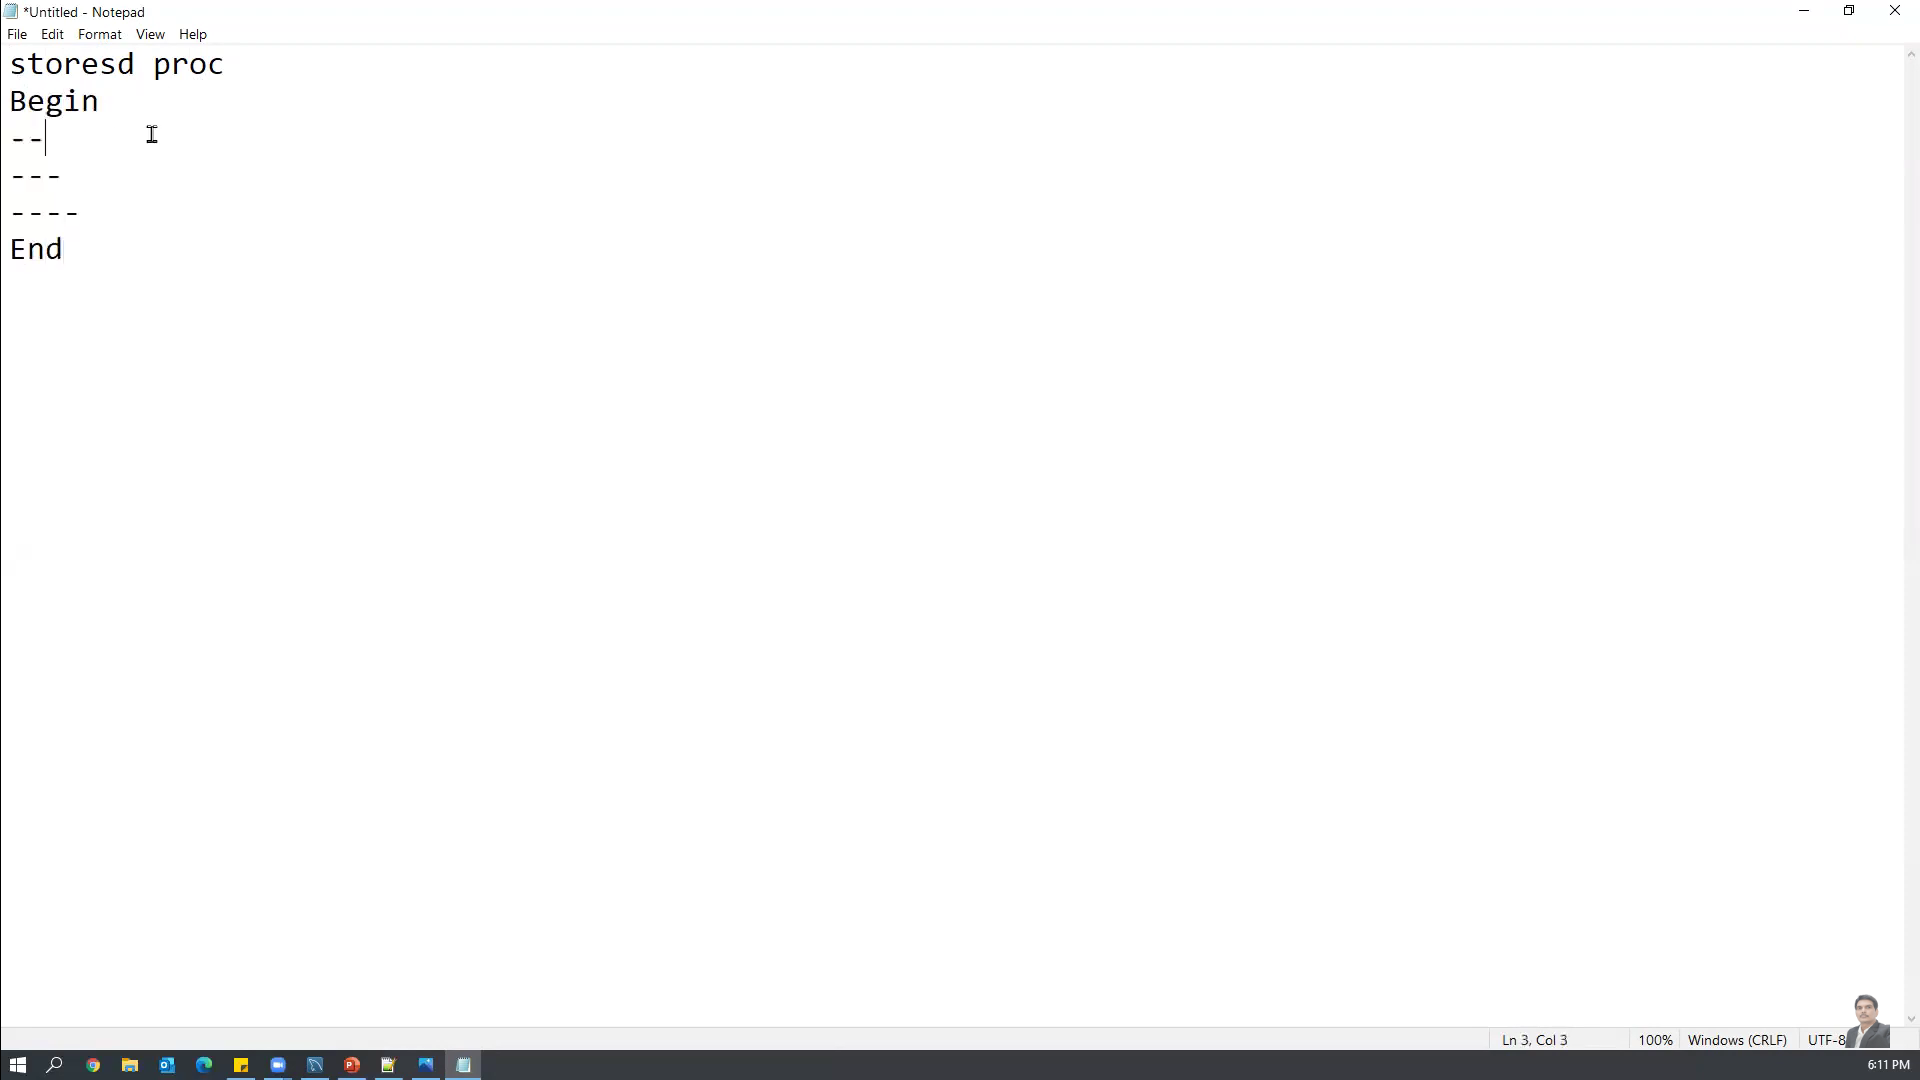 *Untitled - Notepad
File Edit Format View Help
storesd proc
Begin
--
---
----
End
Ln 3, Col 3 100% Windows (CRLF) UTF-8
6:11 PM